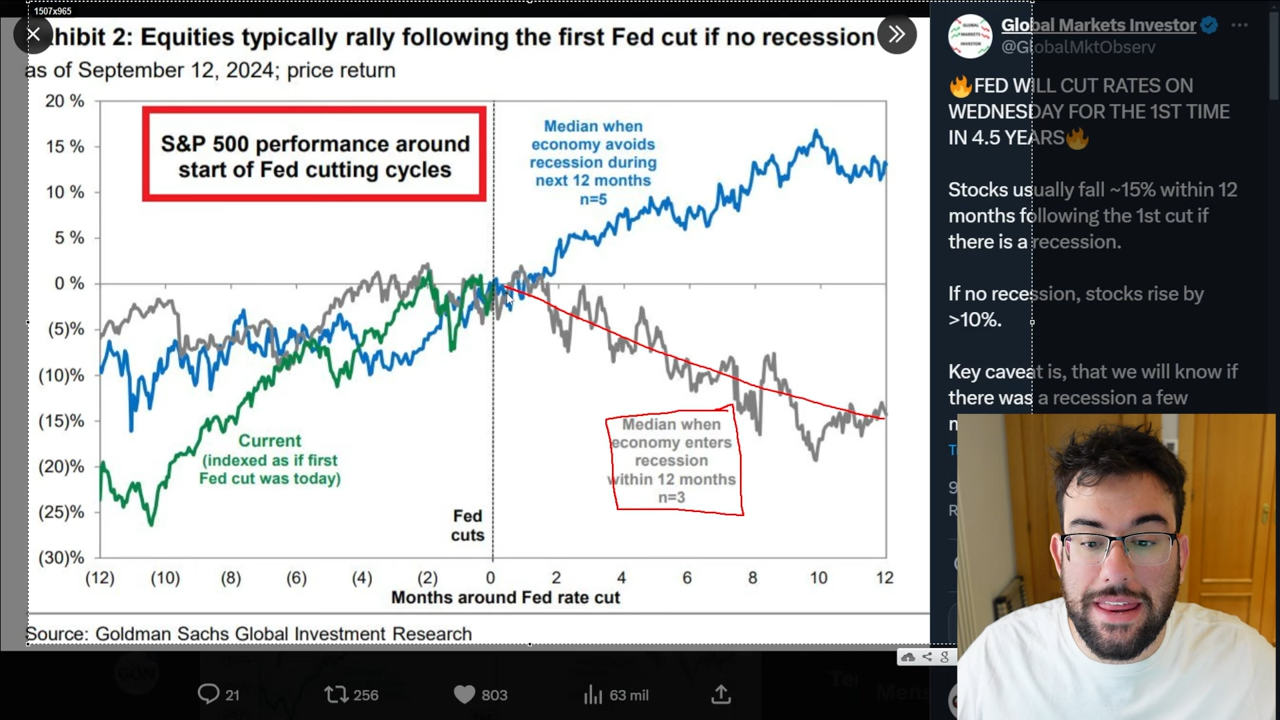 1507x965
xhibit 2: Equities typically rally following the first Fed cut if no recession
as of September 12, 2024; price return
20 %
15 %
10 %
5 %
0 %
(5)%
(10)%
(15)%
(20)%
(25)%
(30)%
S&P 500 performance around
start of Fed cutting cycles
Median when
economy avoids
recession during
next 12 months
n=5
Current
(indexed as if first
Fed cut was today)
Median when
economy enters
recession
within 12 months
n=3
Fed
cuts
(12) (10) (8) (6) (4) (2) 0 2 4 6 8 10 12
Months around Fed rate cut
Source: Goldman Sachs Global Investment Research
21 256 803 63 mil
Global Markets Investor
@GlobalMktObserv
🔥FED WILL CUT RATES ON
WEDNESDAY FOR THE 1ST TIME
IN 4.5 YEARS🔥
Stocks usually fall ~15% within 12
months following the 1st cut if
there is a recession.
If no recession, stocks rise by
>10%.
Key caveat is, that we will know if
there was a recession a few